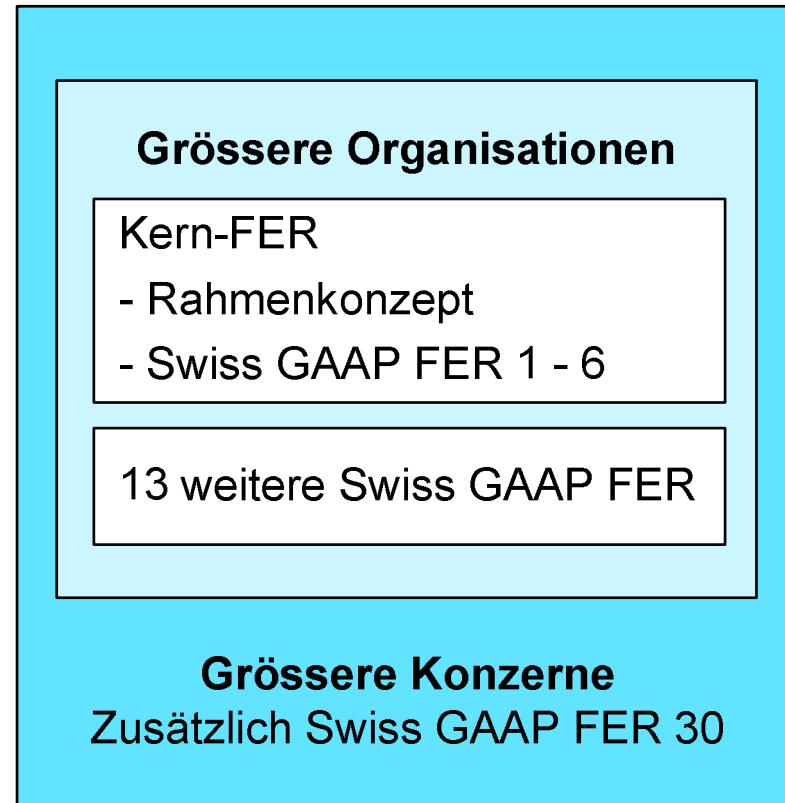 Grössere Organisationen
Kern-FER
- Rahmenkonzept
- Swiss GAAP FER 1 - 6
13 weitere Swiss GAAP FER
Grössere Konzerne
Zusätzlich Swiss GAAP FER 30